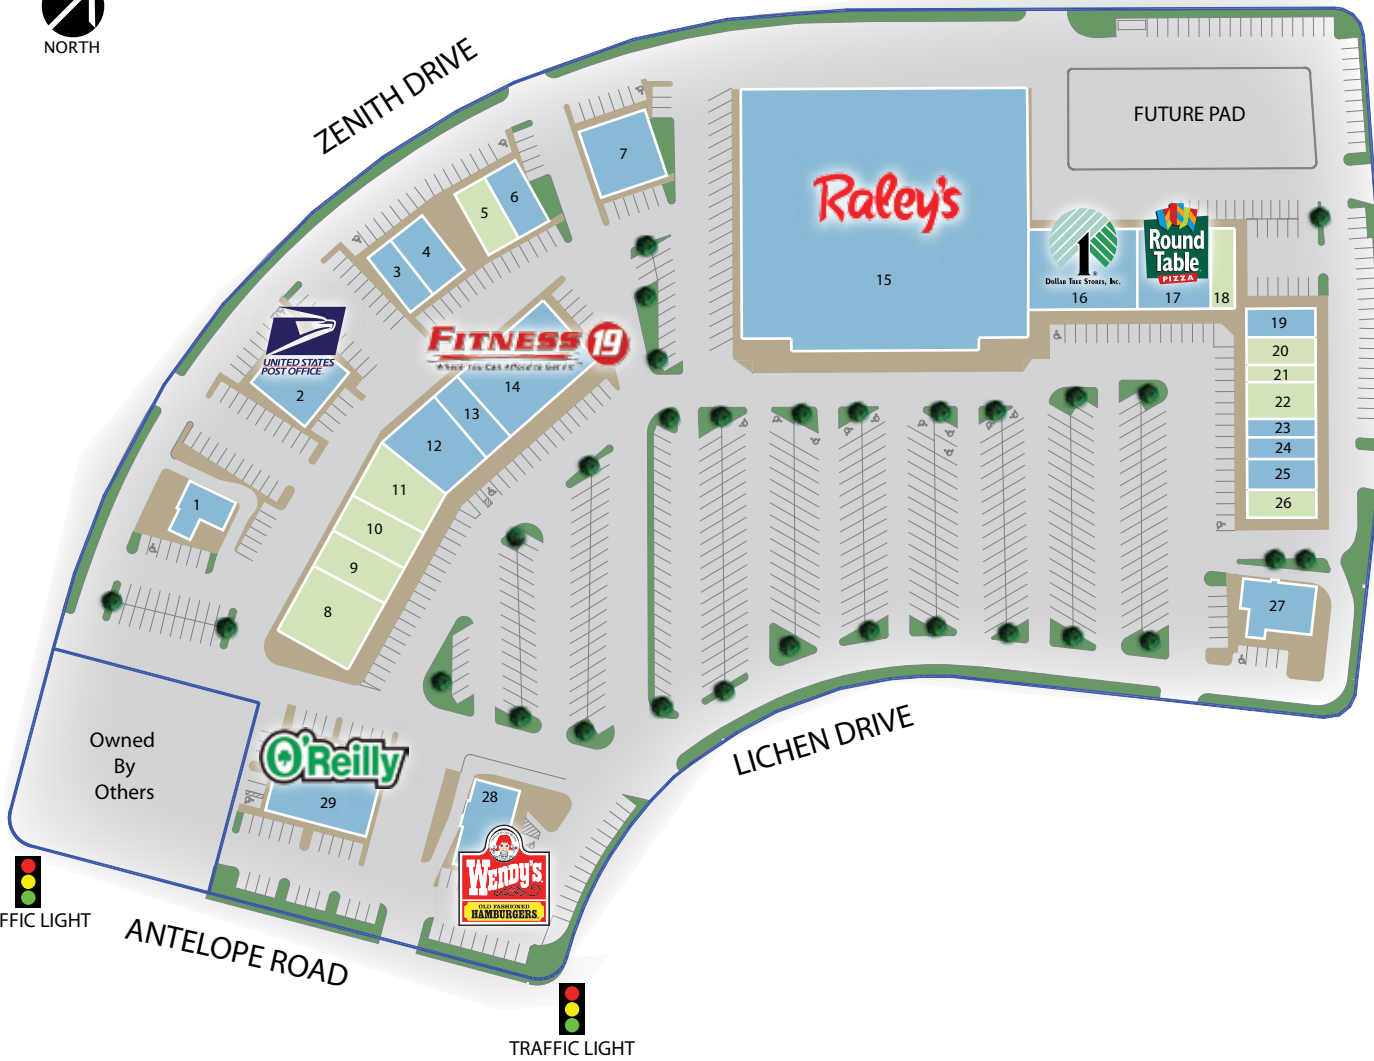 NORTH
ZENITH DRIVE
FUTURE PAD
7
Raley's
6
5
4
3
Round
Table
PIZZA
1
Dollar Tree Stores, Inc.
15
16
17
18
19
20
21
22
23
24
25
26
27
UNITED STATES
POST OFFICE
2
FITNESS 19
14
13
12
11
10
9
8
1
LICHEN DRIVE
Owned
By
Others
O'Reilly
29
28
WENDY'S
OLD FASHIONED
HAMBURGERS
FFIC LIGHT
ANTELOPE ROAD
TRAFFIC LIGHT